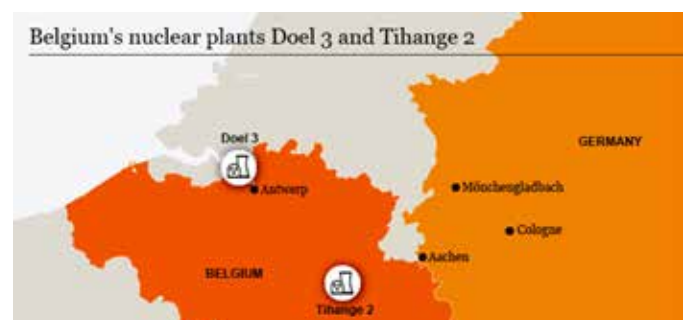 Belgium's nuclear plants Doel 3 and Tihange 2
Doel 3
GERMANY
Antwerp
Mönchengladbach
Cologne
Aachen
BELGIUM
Tihange 2